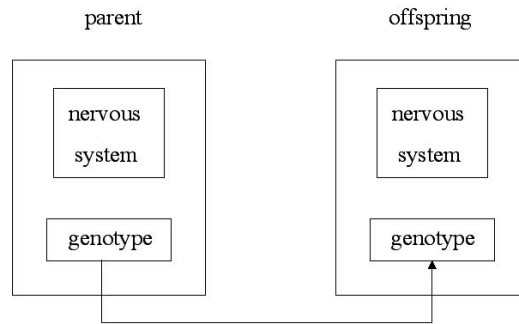 parent
offspring
nervous
system
nervous
system
genotype
genotype